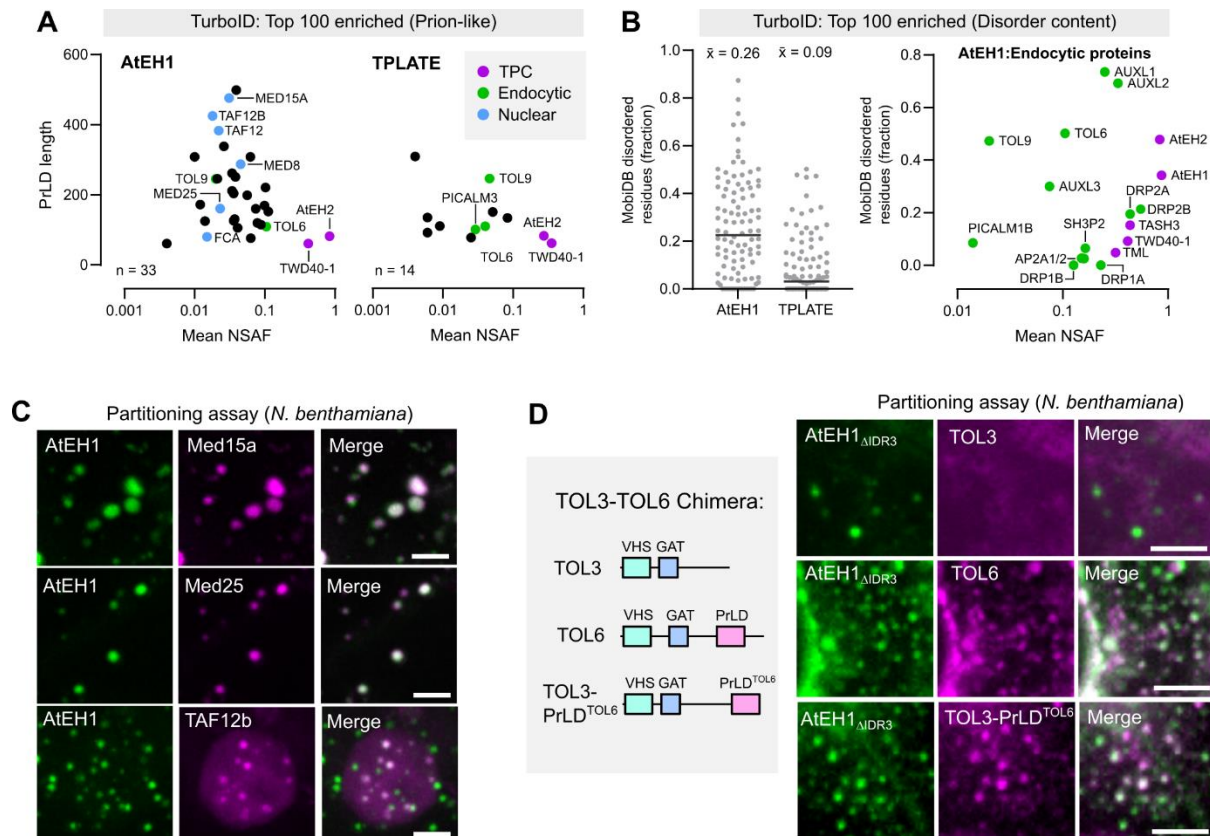 A
TurboID: Top 100 enriched (Prion-like)
AtEH1
TPLATE
TPC
Endocytic
Nuclear
PrLD length
600
400
200
0
MED15A
TAF12B
TAF12
MED8
TOL9
MED25
FCA
TOL6
AtEH2
TWD40-1
n = 33
0.001 0.01 0.1 1
Mean NSAF
TOL9
PICALM3
AtEH2
TOL6
TWD40-1
n = 14
0.001 0.01 0.1 1
Mean NSAF
B
TurboID: Top 100 enriched (Disorder content)
MobiDB disordered
residues (fraction)
1.0
0.8
0.6
0.4
0.2
0.0
x̄ = 0.26 x̄ = 0.09
AtEH1 TPLATE
AtEH1:Endocytic proteins
MobiDB disordered
residues (fraction)
0.8
0.6
0.4
0.2
0.0
AUXL1
AUXL2
TOL9
TOL6
AtEH2
AtEH1
AUXL3
DRP2A
DRP2B
SH3P2
TASH3
PICALM1B
TWD40-1
AP2A1/2
TML
DRP1B
DRP1A
0.01 0.1 1
Mean NSAF
C
Partitioning assay (N. benthamiana)
AtEH1 Med15a Merge
AtEH1 Med25 Merge
AtEH1 TAF12b Merge
D
TOL3-TOL6 Chimera:
VHS GAT
TOL3
VHS GAT PrLD
TOL6
VHS GAT PrLD^TOL6
TOL3-
PrLD^TOL6
Partitioning assay (N. benthamiana)
AtEH1ΔIDR3 TOL3 Merge
AtEH1ΔIDR3 TOL6 Merge
AtEH1ΔIDR3 TOL3-PrLD^TOL6 Merge